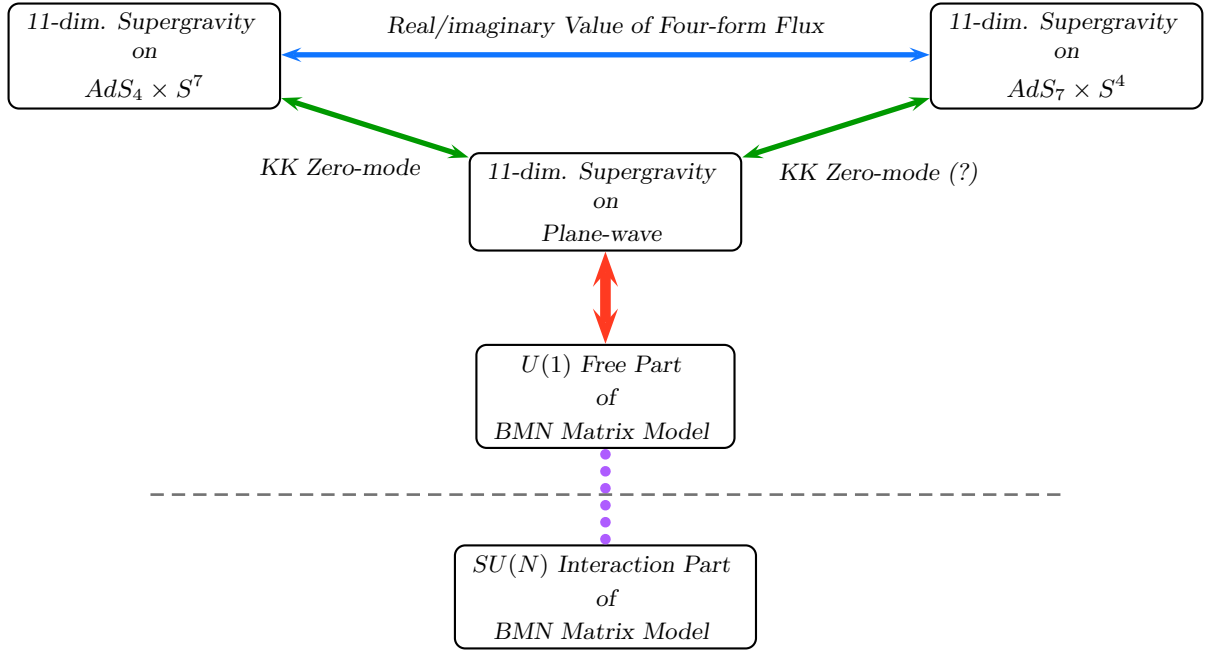 11-dim. Supergravity
on
AdS₄ × S⁷
Real/imaginary Value of Four-form Flux
11-dim. Supergravity
on
AdS₇ × S⁴
KK Zero-mode
11-dim. Supergravity
on
Plane-wave
KK Zero-mode (?)
U(1) Free Part
of
BMN Matrix Model
SU(N) Interaction Part
of
BMN Matrix Model